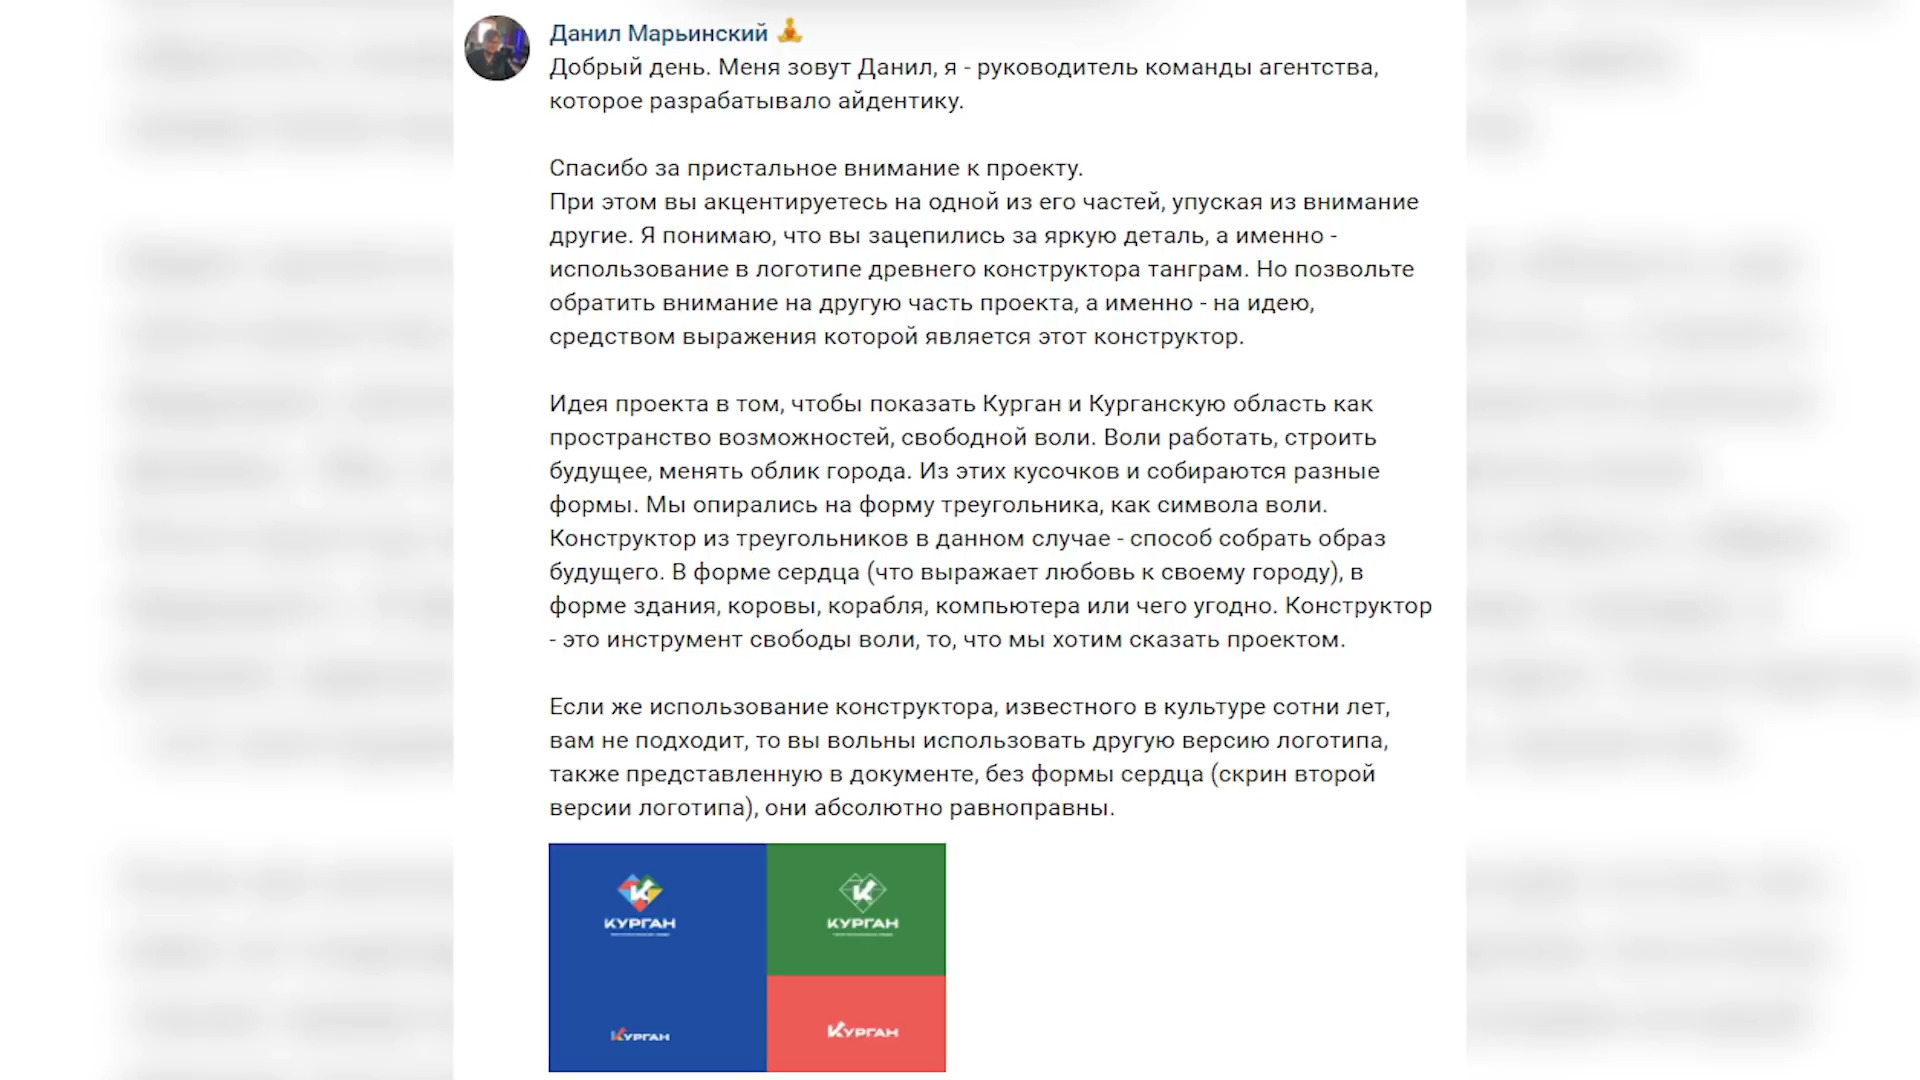 Данил Марьинский
Добрый день. Меня зовут Данил, я - руководитель команды агентства,
которое разрабатывало айдентику.
Спасибо за пристальное внимание к проекту.
При этом вы акцентируетесь на одной из его частей, упуская из внимание
другие. Я понимаю, что вы зацепились за яркую деталь, а именно -
использование в логотипе древнего конструктора танграм. Но позвольте
обратить внимание на другую часть проекта, а именно - на идею,
средством выражения которой является этот конструктор.
Идея проекта в том, чтобы показать Курган и Курганскую область как
пространство возможностей, свободной воли. Воли работать, строить
будущее, менять облик города. Из этих кусочков и собираются разные
формы. Мы опирались на форму треугольника, как символа воли.
Конструктор из треугольников в данном случае - способ собрать образ
будущего. В форме сердца (что выражает любовь к своему городу), в
форме здания, коровы, корабля, компьютера или чего угодно. Конструктор
- это инструмент свободы воли, то, что мы хотим сказать проектом.
Если же использование конструктора, известного в культуре сотни лет,
вам не подходит, то вы вольны использовать другую версию логотипа,
также представленную в документе, без формы сердца (скрин второй
версии логотипа), они абсолютно равноправны.
К
КУРГАН
К
КУРГАН
КУРГАН
КУРГАН